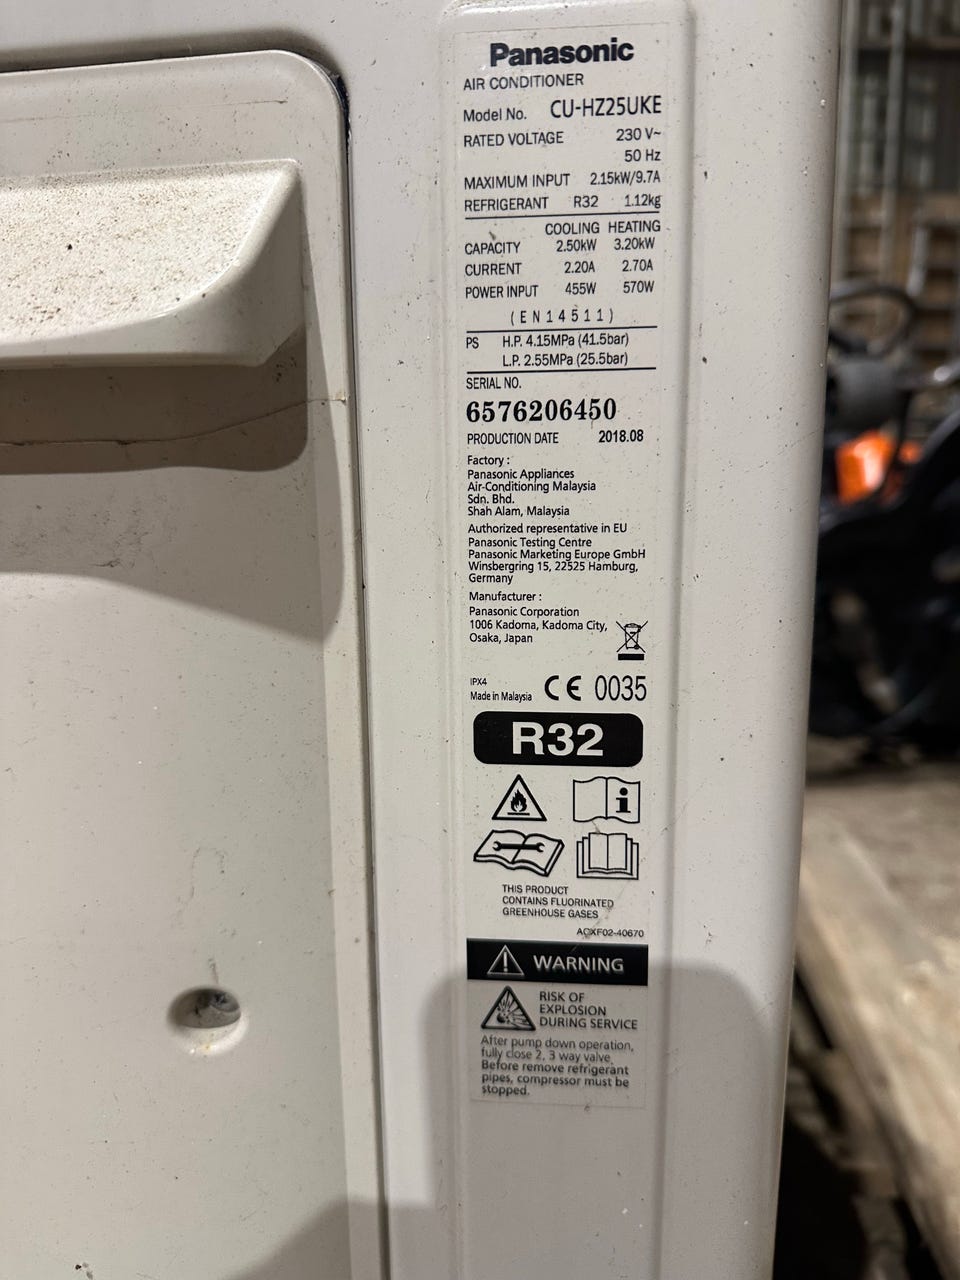 Panasonic
AIR CONDITIONER
Model No. CU-HZ25UKE
RATED VOLTAGE 230 V~
50 Hz
MAXIMUM INPUT 2.15kW/9.7A
REFRIGERANT R32 1.12kg
COOLING HEATING
CAPACITY 2.50kW 3.20kW
CURRENT 2.20A 2.70A
POWER INPUT 455W 570W
(EN14511)
PS H.P. 4.15MPa (41.5bar)
L.P. 2.55MPa (25.5bar)
SERIAL NO.
6576206450
PRODUCTION DATE 2018.08
Factory :
Panasonic Appliances
Air-Conditioning Malaysia
Sdn. Bhd.
Shah Alam, Malaysia
Authorized representative in EU
Panasonic Testing Centre
Panasonic Marketing Europe GmbH
Winsbergring 15, 22525 Hamburg,
Germany
Manufacturer :
Panasonic Corporation
1006 Kadoma, Kadoma City,
Osaka, Japan
IPX4
Made in Malaysia CE 0035
R32
THIS PRODUCT
CONTAINS FLUORINATED
GREENHOUSE GASES
ACXF02-40670
WARNING
RISK OF
EXPLOSION
DURING SERVICE
After pump down operation,
fully close 2, 3 way valve.
Before remove refrigerant
pipes, compressor must be
stopped.